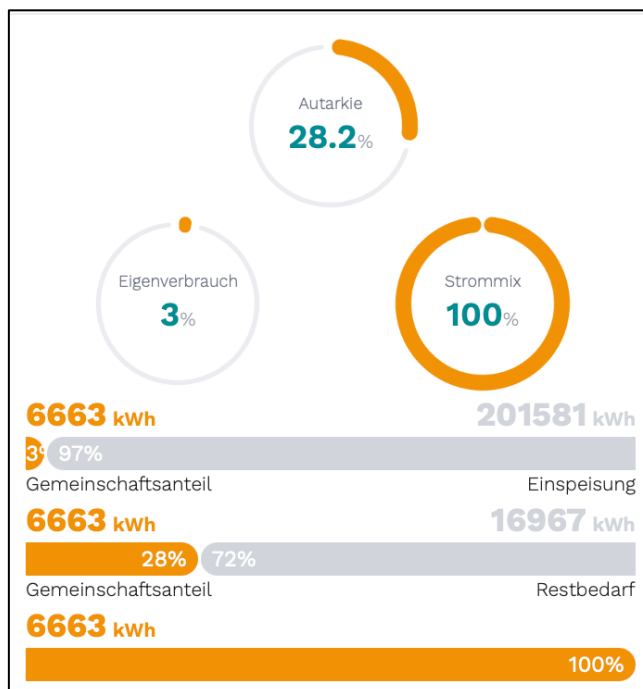 Autarkie
28.2%
Eigenverbrauch
3%
Strommix
100%
6663 kWh 201581 kWh
3% 97%
Gemeinschaftsanteil Einspeisung
6663 kWh 16967 kWh
28% 72%
Gemeinschaftsanteil Restbedarf
6663 kWh
100%